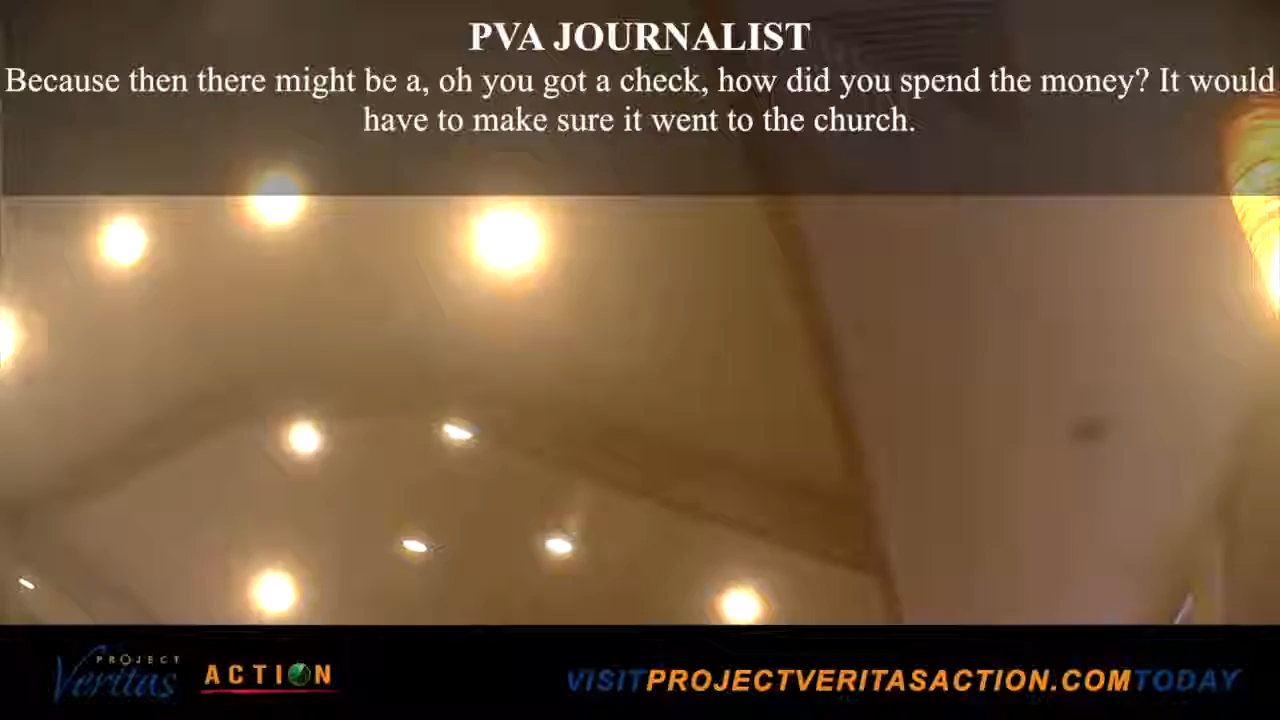 PVA JOURNALIST
Because then there might be a, oh you got a check, how did you spend the money? It would
have to make sure it went to the church.
PROJECT
Veritas ACTION
VISITPROJECTVERITASACTION.COMTODAY